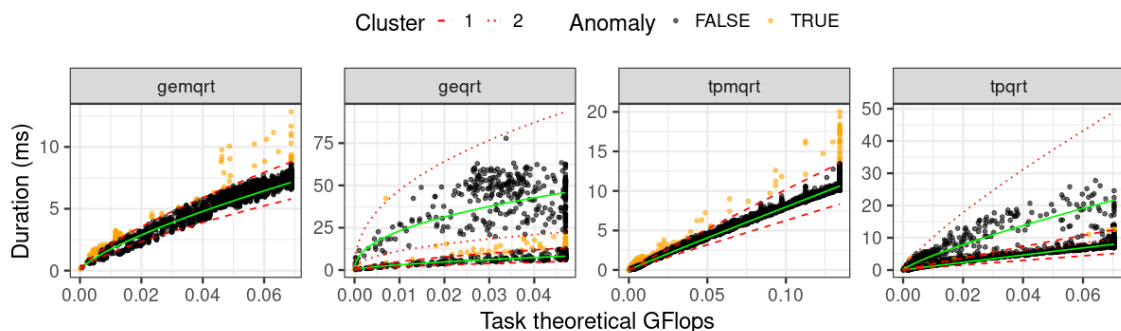 Cluster 1 2 Anomaly FALSE TRUE
gemqrt geqrt tpmqrt tpqrt
Duration (ms)
10
5
0
0.00 0.02 0.04 0.06
75
50
25
0
0.00 0.01 0.02 0.03 0.04
20
15
10
5
0
0.00 0.05 0.10
50
40
30
20
10
0
0.00 0.02 0.04 0.06
Task theoretical GFlops